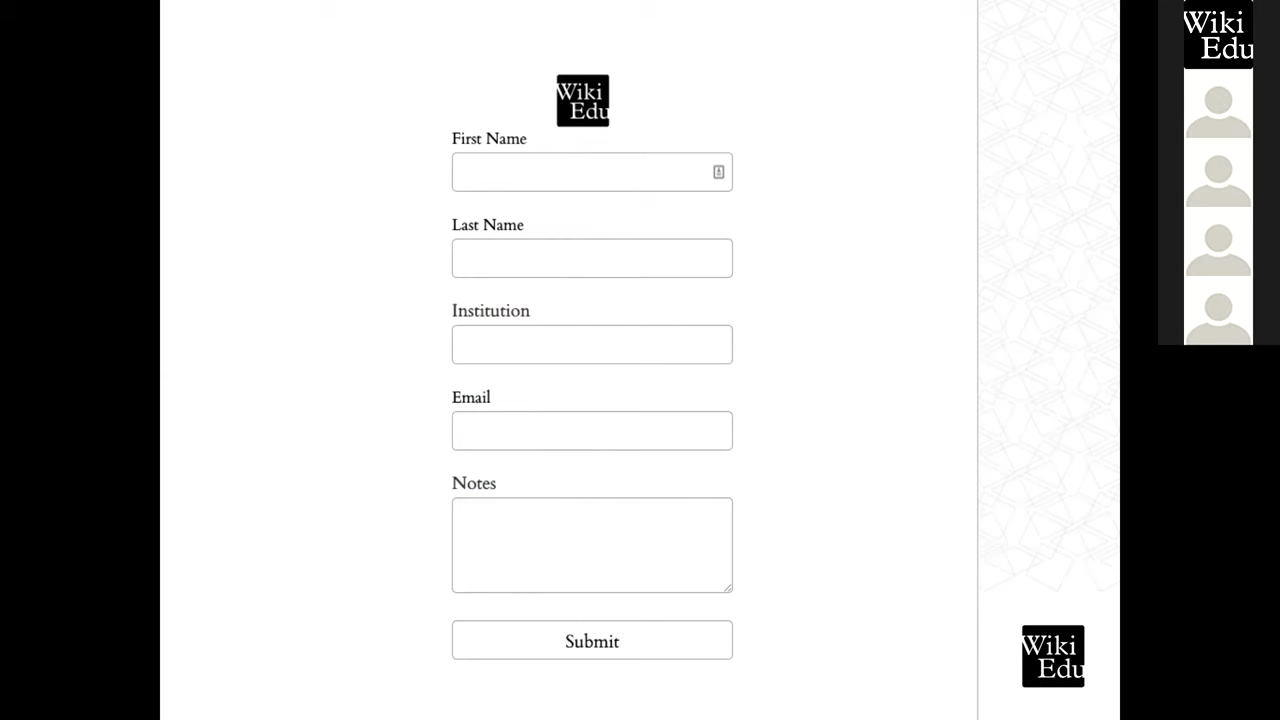 Wiki
Edu
First Name
Last Name
Institution
Email
Notes
Submit
Wiki
Edu
Wiki
Edu